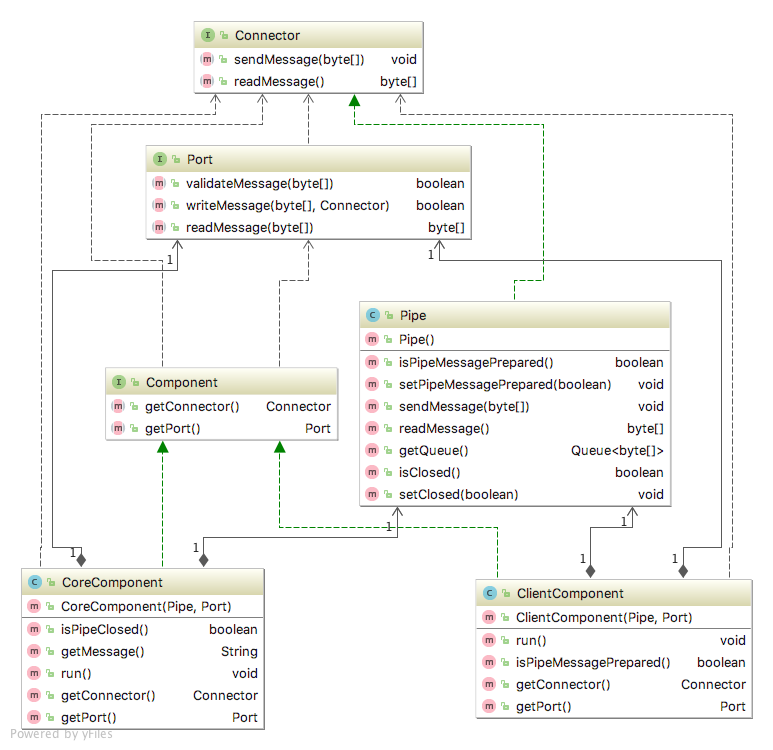 Connector
sendMessage(byte[]) void
readMessage() byte[]
Port
validateMessage(byte[]) boolean
writeMessage(byte[], Connector) boolean
readMessage(byte[]) byte[]
1
1
Pipe
Pipe()
isPipeMessagePrepared() boolean
setPipeMessagePrepared(boolean) void
sendMessage(byte[]) void
readMessage() byte[]
getQueue() Queue<byte[]>
isClosed() boolean
setClosed(boolean) void
Component
getConnector() Connector
getPort() Port
1
1
1
1
1
1
CoreComponent
CoreComponent(Pipe, Port)
isPipeClosed() boolean
getMessage() String
run() void
getConnector() Connector
getPort() Port
ClientComponent
ClientComponent(Pipe, Port)
run() void
isPipeMessagePrepared() boolean
getConnector() Connector
getPort() Port
Powered by yFiles